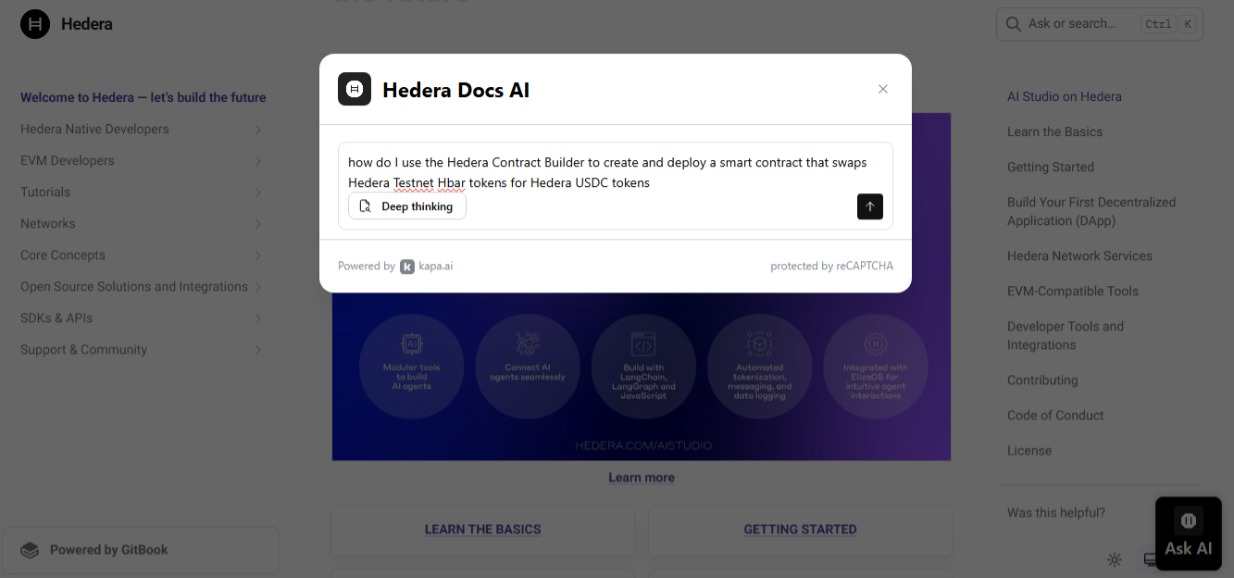 Hedera
Ask or search...
Ctrl K
Welcome to Hedera — let's build the future
Hedera Native Developers
EVM Developers
Tutorials
Networks
Core Concepts
Open Source Solutions and Integrations
SDKs & APIs
Support & Community
Powered by GitBook
Hedera Docs AI
how do I use the Hedera Contract Builder to create and deploy a smart contract that swaps
Hedera Testnet Hbar tokens for Hedera USDC tokens
Deep thinking
Powered by kapa.ai
protected by reCAPTCHA
AI
Modular tools
to build
AI agents
Connect AI
agents seamlessly
Build with
LangChain,
LangGraph and
JavaScript
Automated
tokenization,
messaging, and
data logging
Integrated with
ElizaOS for
intuitive agent
interactions
HEDERA.COM/AISTUDIO
Learn more
LEARN THE BASICS
GETTING STARTED
AI Studio on Hedera
Learn the Basics
Getting Started
Build Your First Decentralized
Application (DApp)
Hedera Network Services
EVM-Compatible Tools
Developer Tools and
Integrations
Contributing
Code of Conduct
License
Was this helpful?
Ask AI